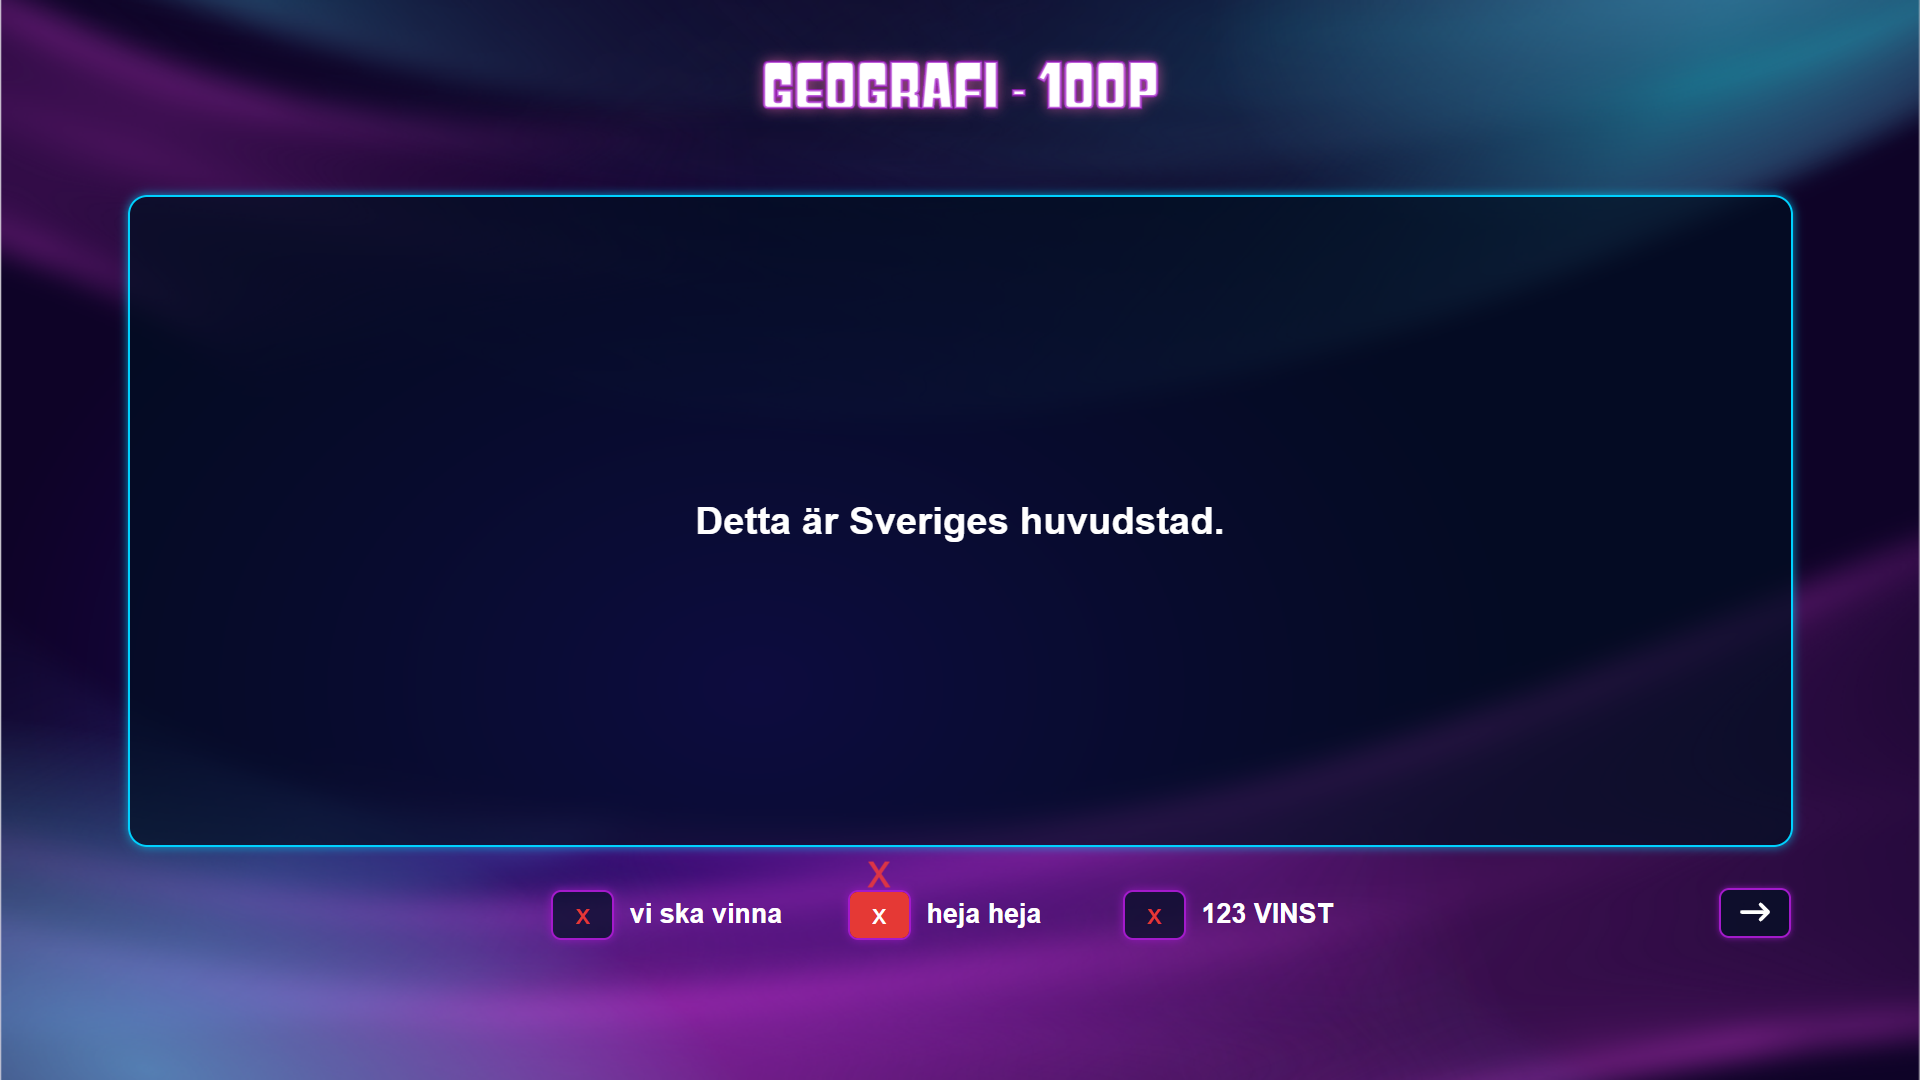 GEOGRAFI - 100P
Detta är Sveriges huvudstad.
X
x vi ska vinna x heja heja x 123 VINST →